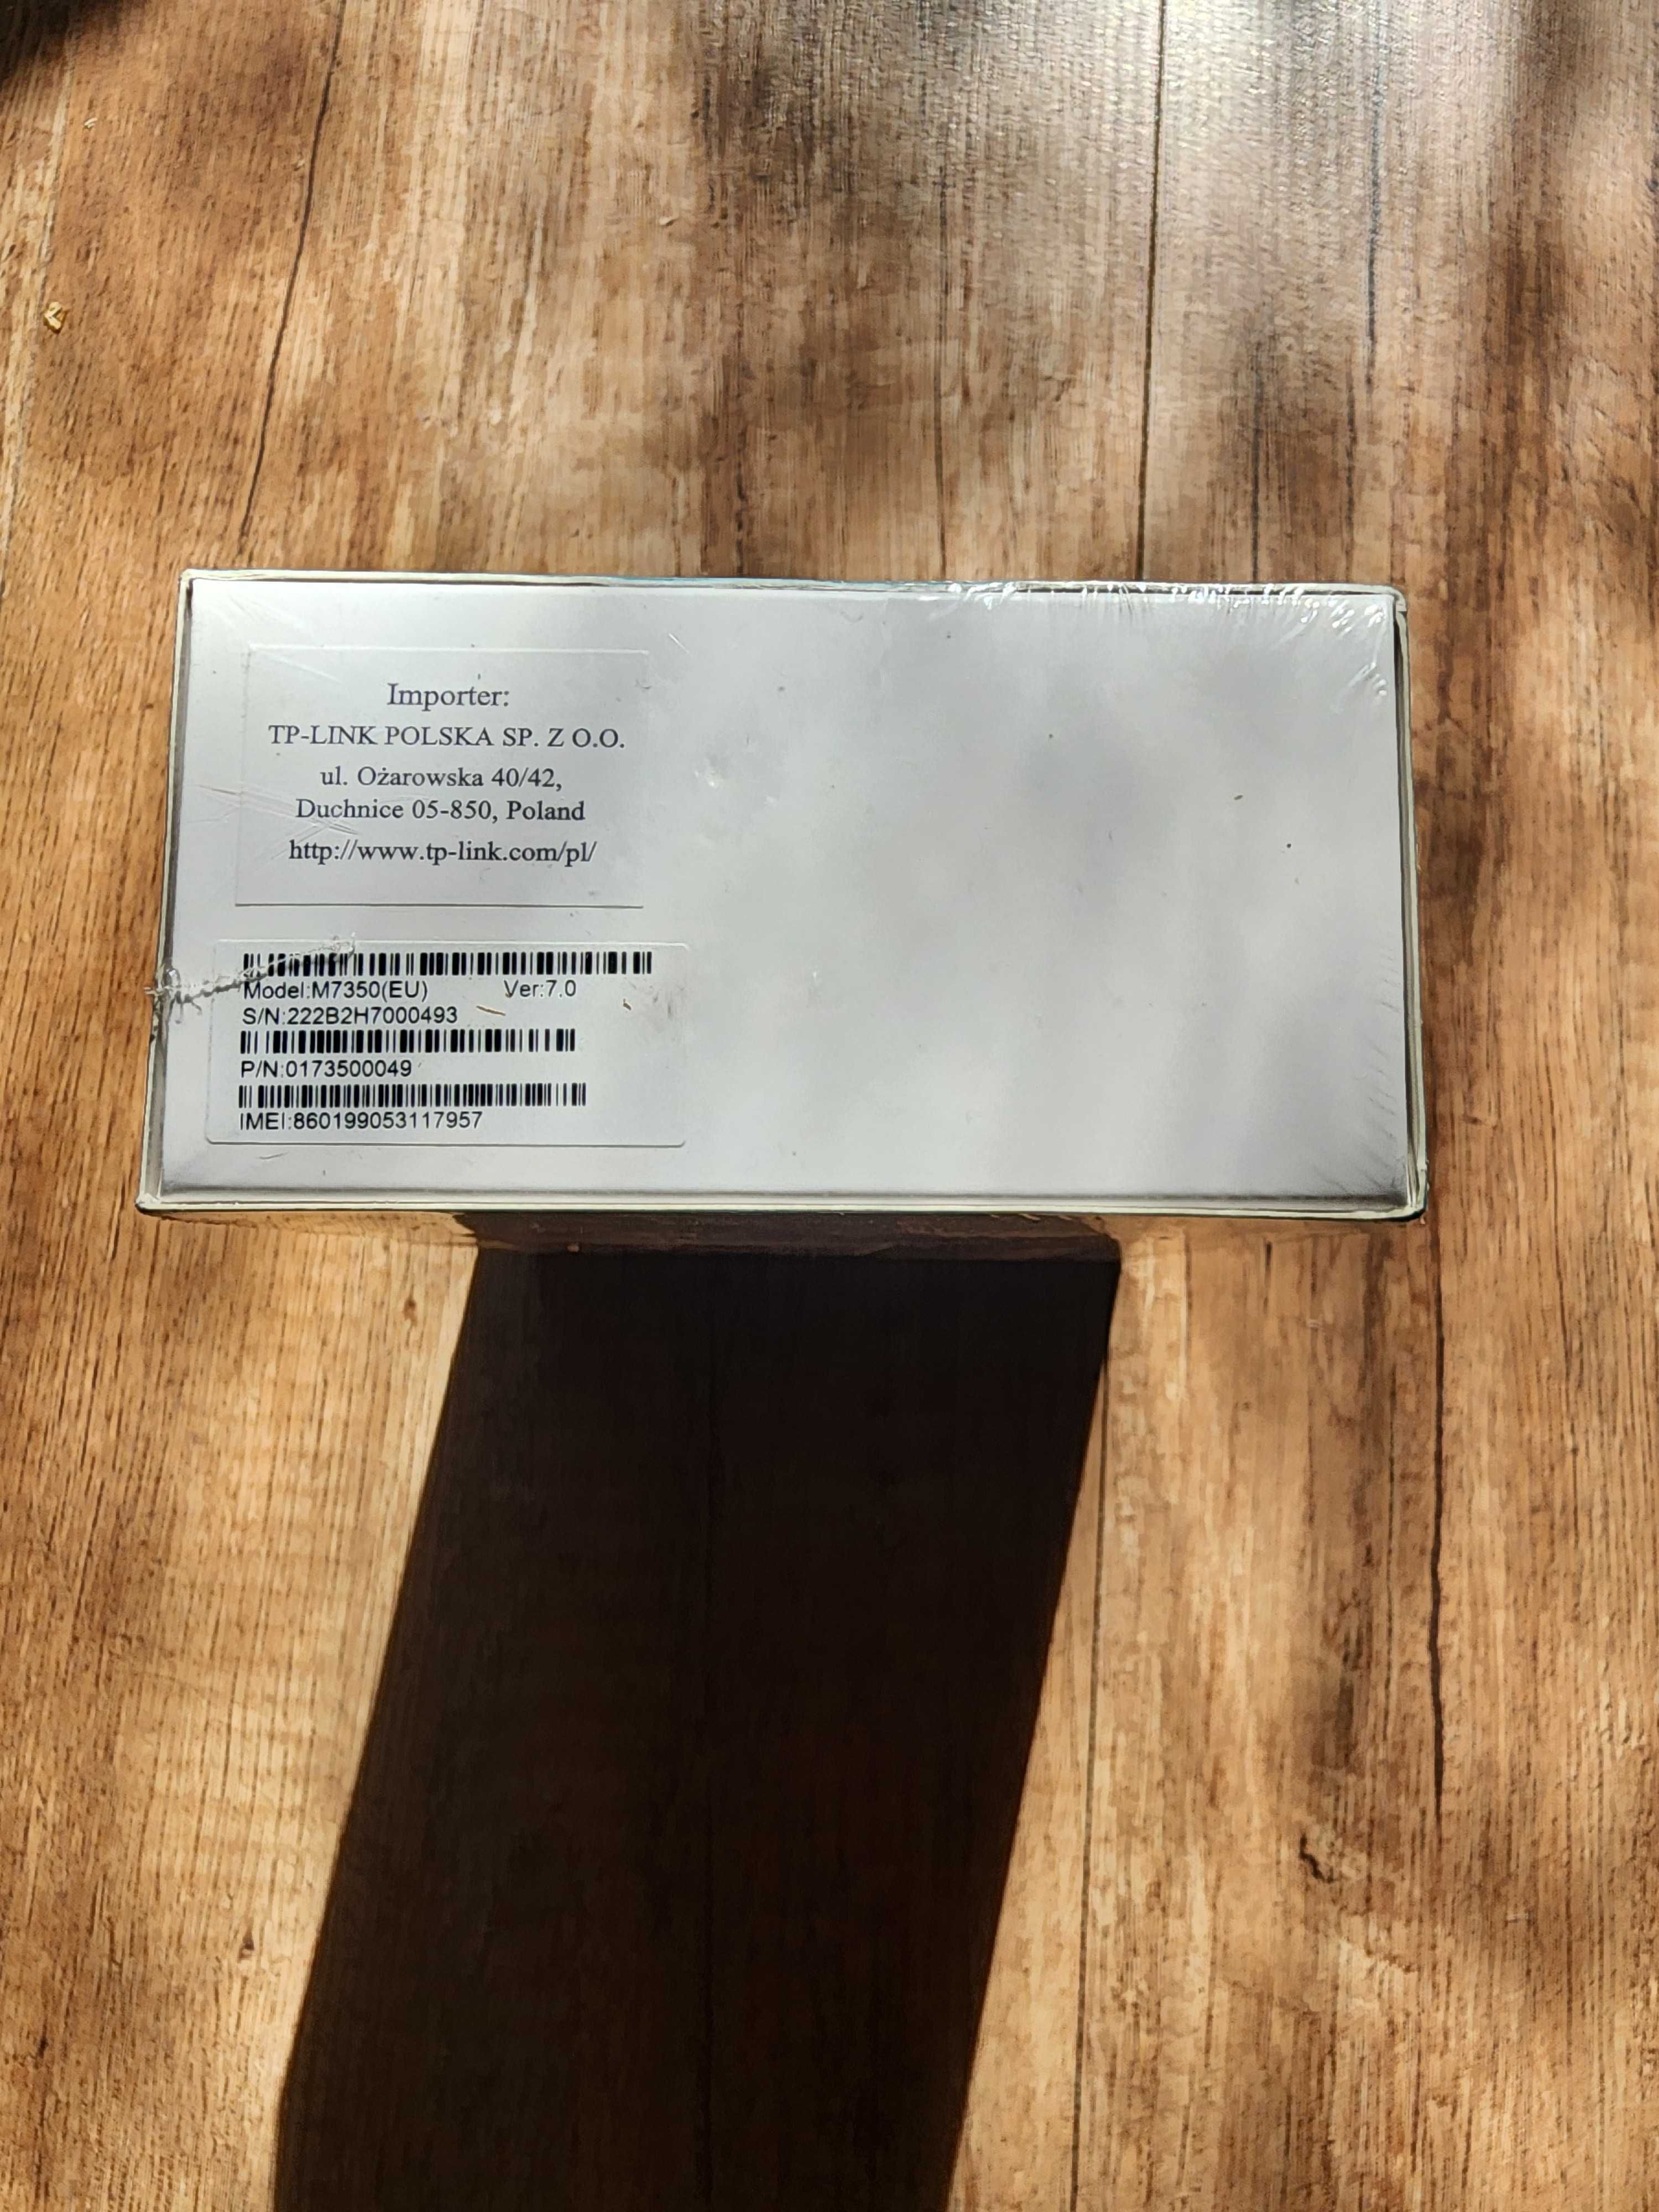 Importer:
TP-LINK POLSKA SP. Z O.O.
ul. Ożarowska 40/42,
Duchnice 05-850, Poland
http://www.tp-link.com/pl/
Model:M7350(EU) Ver:7.0
S/N:222B2H7000493
P/N:0173500049
IMEI:860199053117957